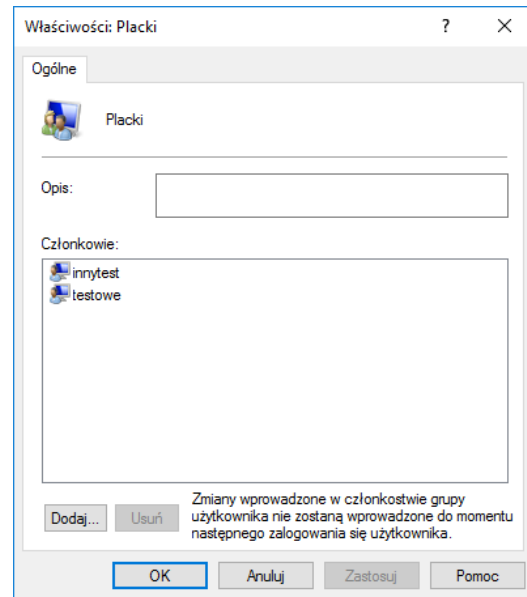 Właściwości: Placki
?
Ogólne
Placki
Opis:
Członkowie:
innytest
testowe
Dodaj...
Usuń
Zmiany wprowadzone w członkostwie grupy
użytkownika nie zostaną wprowadzone do momentu
następnego zalogowania się użytkownika.
OK
Anuluj
Zastosuj
Pomoc